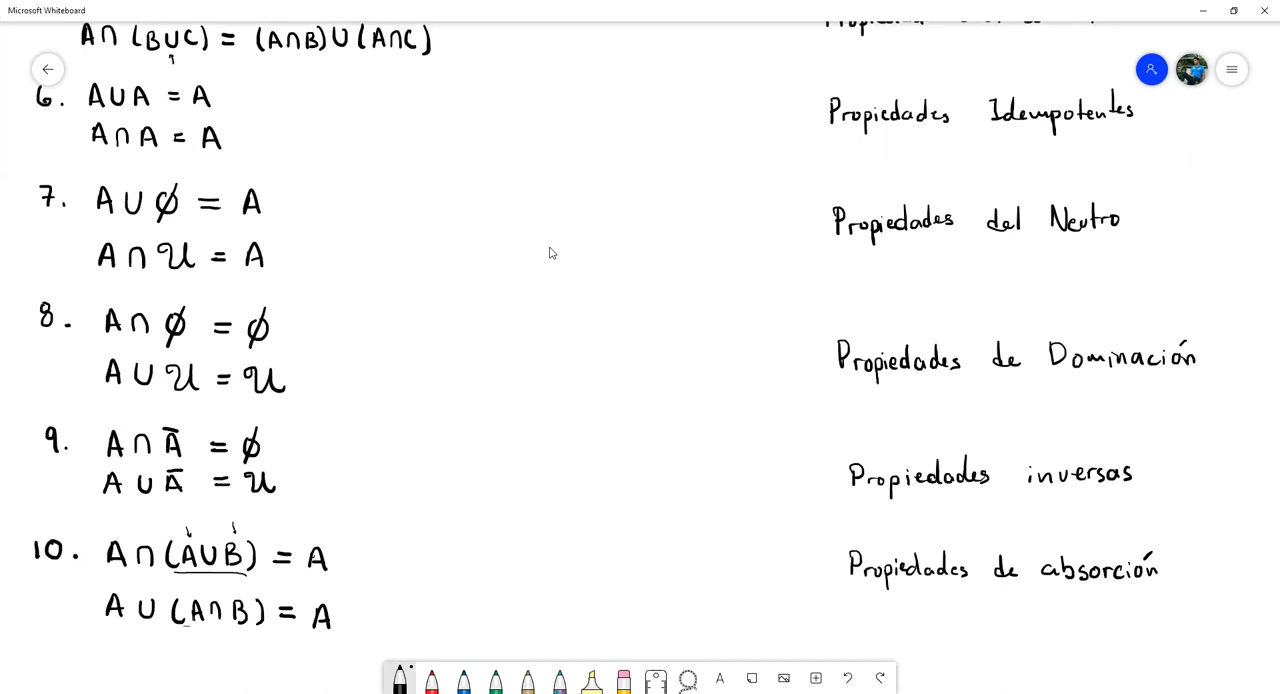 Microsoft Whiteboard
A∩(B∪C) = (A∩B)∪(A∩C)
6. A∪A = A
A∩A = A
Propiedades Idempotentes
7. A∪∅ = A
A∩𝒰 = A
Propiedades del Neutro
8. A∩∅ = ∅
A∪𝒰 = 𝒰
Propiedades de Dominación
9. A∩Ā = ∅
A∪Ā = 𝒰
Propiedades inversas
10. A∩(A∪B) = A
A∪(A∩B) = A
Propiedades de absorción